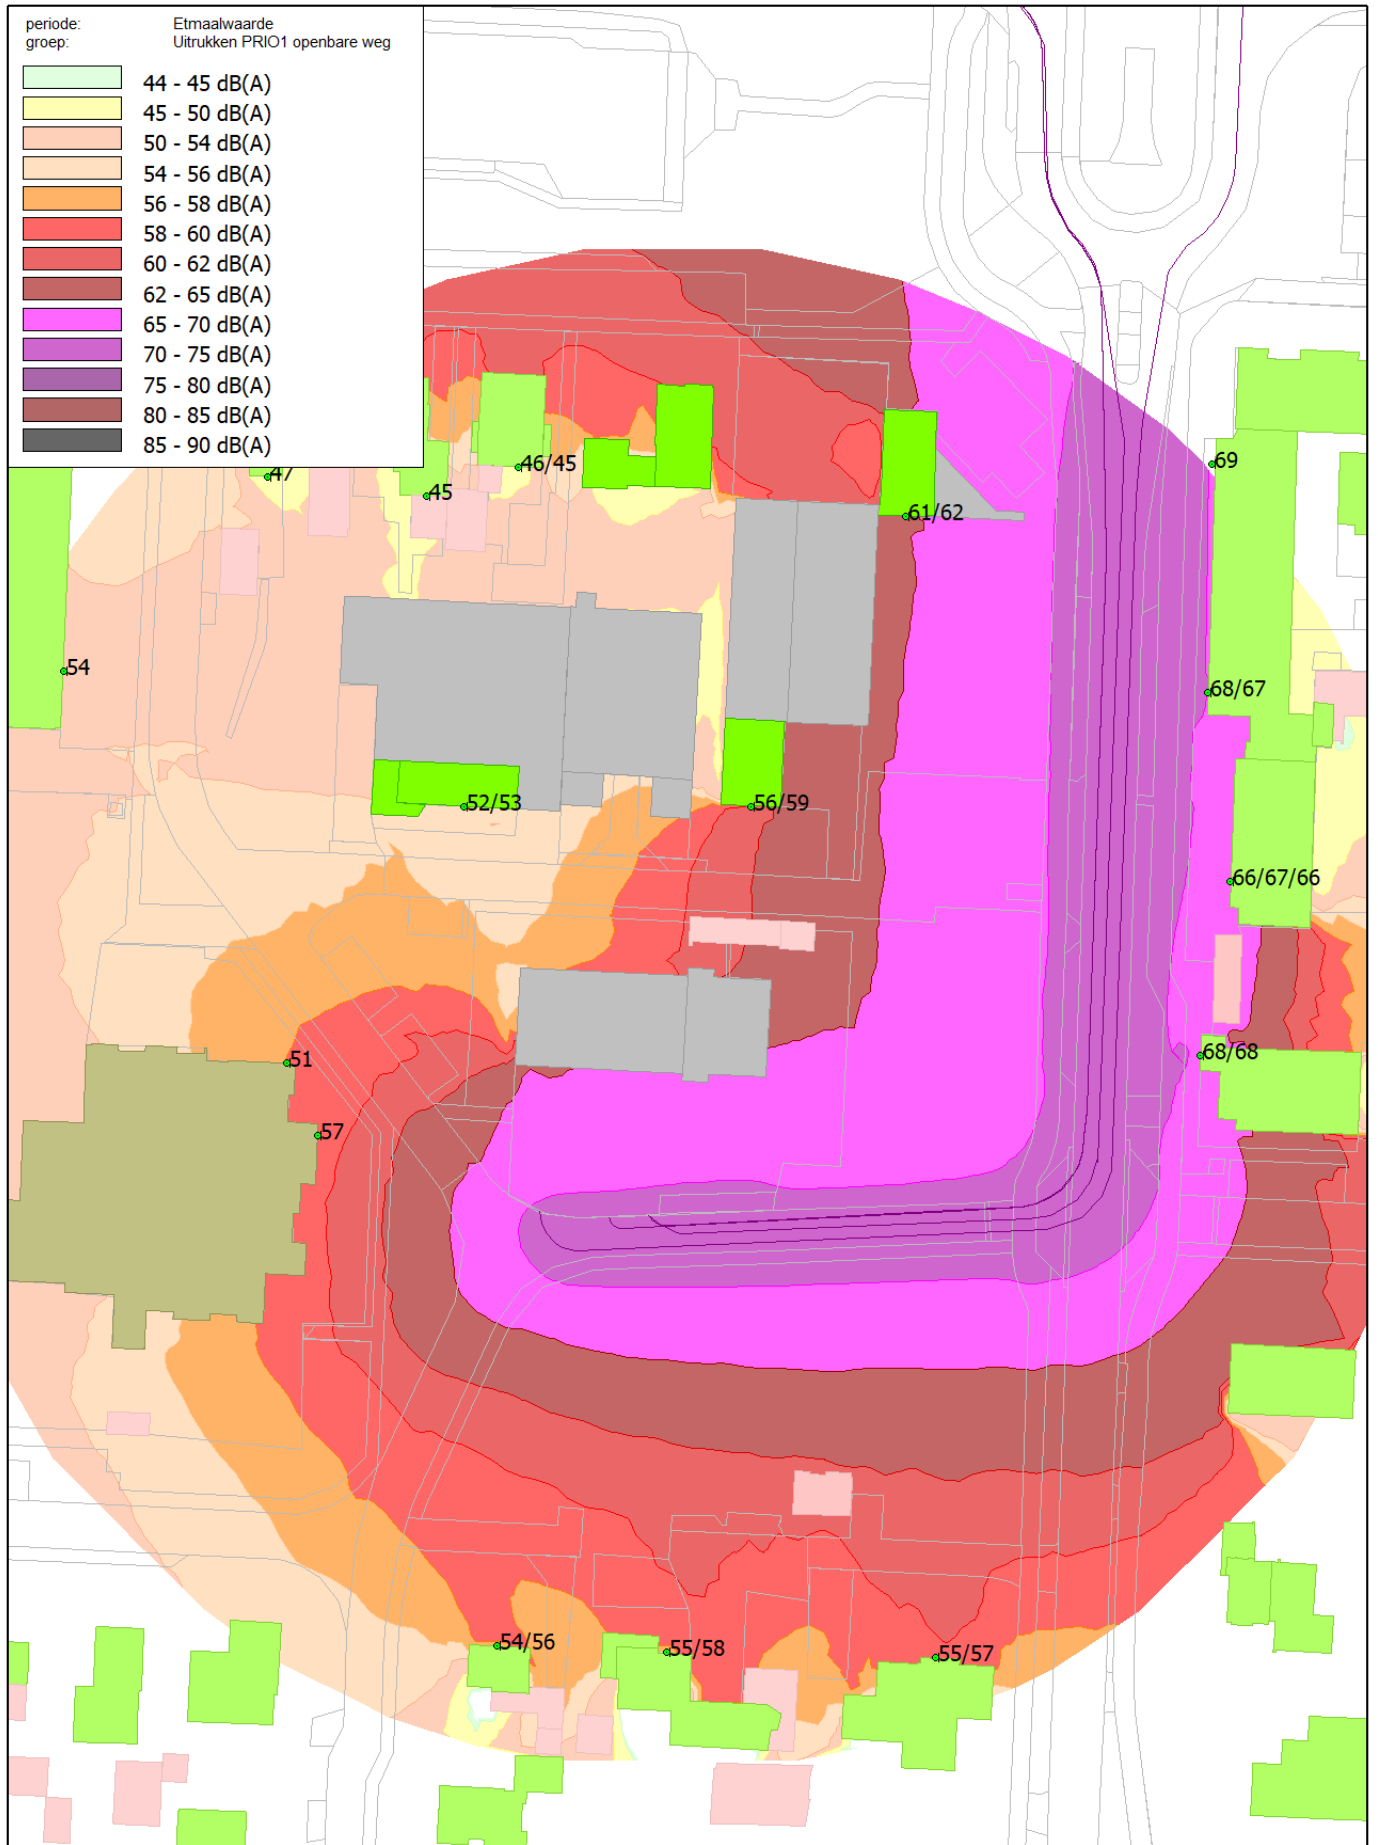 periode: Etmaalwaarde
groep: Uitrukken PRIO1 openbare weg
44 - 45 dB(A)
45 - 50 dB(A)
50 - 54 dB(A)
54 - 56 dB(A)
56 - 58 dB(A)
58 - 60 dB(A)
60 - 62 dB(A)
62 - 65 dB(A)
65 - 70 dB(A)
70 - 75 dB(A)
75 - 80 dB(A)
80 - 85 dB(A)
85 - 90 dB(A)
47
46/45
69
45
61/62
54
68/67
52/53
56/59
66/67/66
51
68/68
57
54/56
55/58
55/57